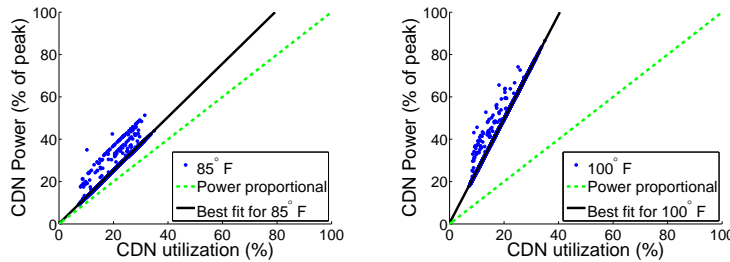 100
80
60
40
20
0
0
20
40
60
80
100
CDN Power (% of peak)
CDN utilization (%)
85° F
Power proportional
Best fit for 85° F
100
80
60
40
20
0
0
20
40
60
80
100
CDN Power (% of peak)
CDN utilization (%)
100° F
Power proportional
Best fit for 100° F